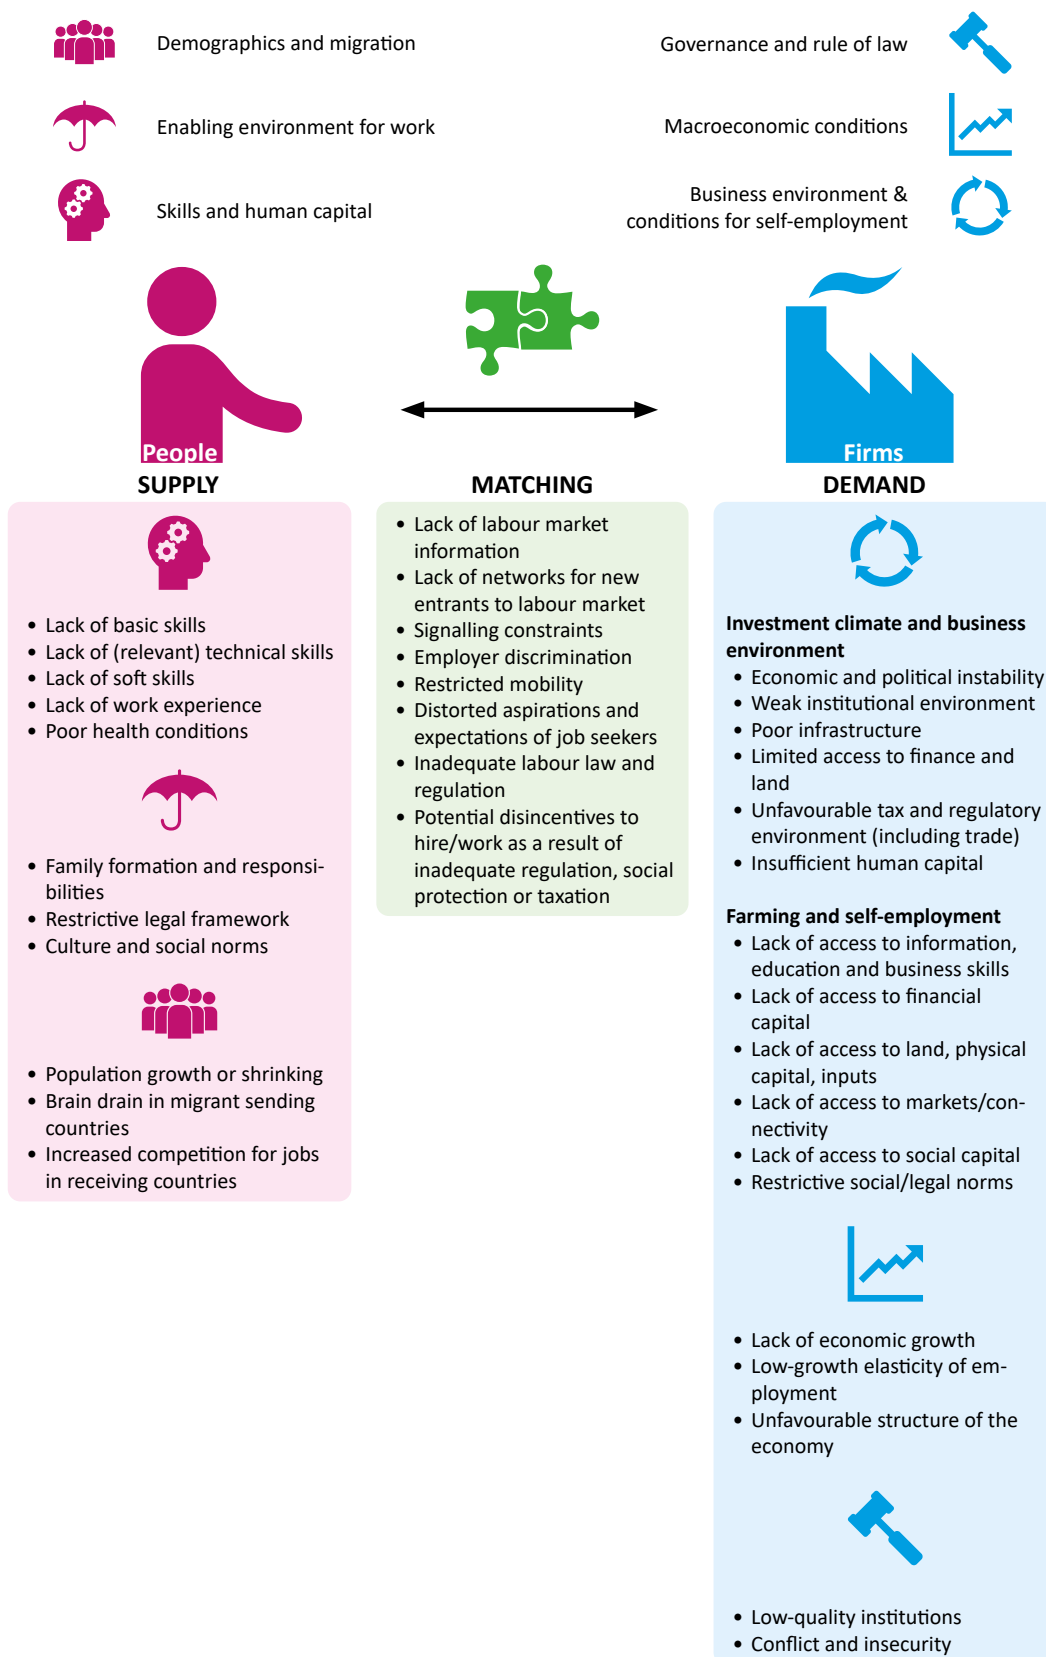 Demographics and migration
Enabling environment for work
Skills and human capital
Governance and rule of law
Macroeconomic conditions
Business environment &
conditions for self-employment
People
SUPPLY
• Lack of basic skills
• Lack of (relevant) technical skills
• Lack of soft skills
• Lack of work experience
• Poor health conditions
• Family formation and responsi-
bilities
• Restrictive legal framework
• Culture and social norms
• Population growth or shrinking
• Brain drain in migrant sending
countries
• Increased competition for jobs
in receiving countries
MATCHING
• Lack of labour market
information
• Lack of networks for new
entrants to labour market
• Signalling constraints
• Employer discrimination
• Restricted mobility
• Distorted aspirations and
expectations of job seekers
• Inadequate labour law and
regulation
• Potential disincentives to
hire/work as a result of
inadequate regulation, social
protection or taxation
Firms
DEMAND
Investment climate and business
environment
• Economic and political instability
• Weak institutional environment
• Poor infrastructure
• Limited access to finance and
land
• Unfavourable tax and regulatory
environment (including trade)
• Insufficient human capital
Farming and self-employment
• Lack of access to information,
education and business skills
• Lack of access to financial
capital
• Lack of access to land, physical
capital, inputs
• Lack of access to markets/con-
nectivity
• Lack of access to social capital
• Restrictive social/legal norms
• Lack of economic growth
• Low-growth elasticity of em-
ployment
• Unfavourable structure of the
economy
• Low-quality institutions
• Conflict and insecurity